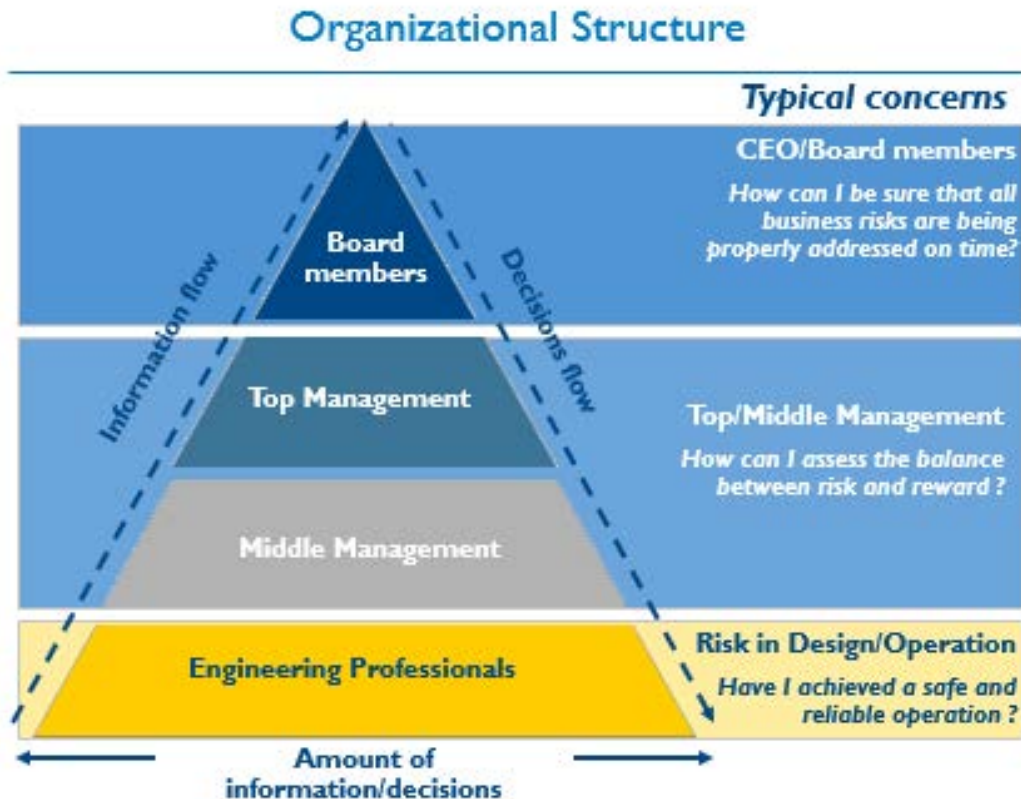 Organizational Structure
Typical concerns
CEO/Board members
How can I be sure that all
business risks are being
properly addressed on time?
Board
members
Information flow
Decisions flow
Top Management
Top/Middle Management
How can I assess the balance
between risk and reward ?
Middle Management
Engineering Professionals
Risk in Design/Operation
Have I achieved a safe and
reliable operation ?
Amount of
information/decisions